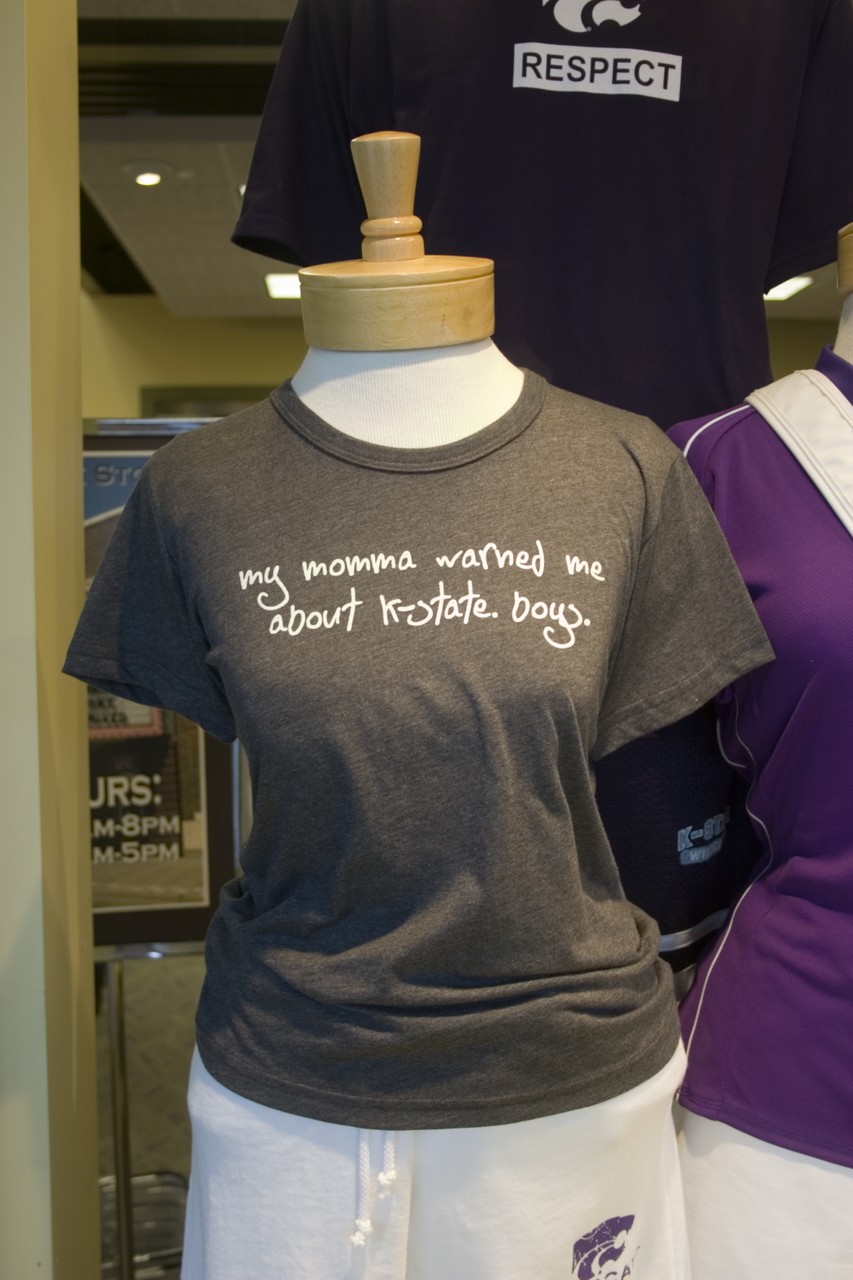 RESPECT
my momma warned me
about k-state. boys.
URS:
M-8PM
M-5PM